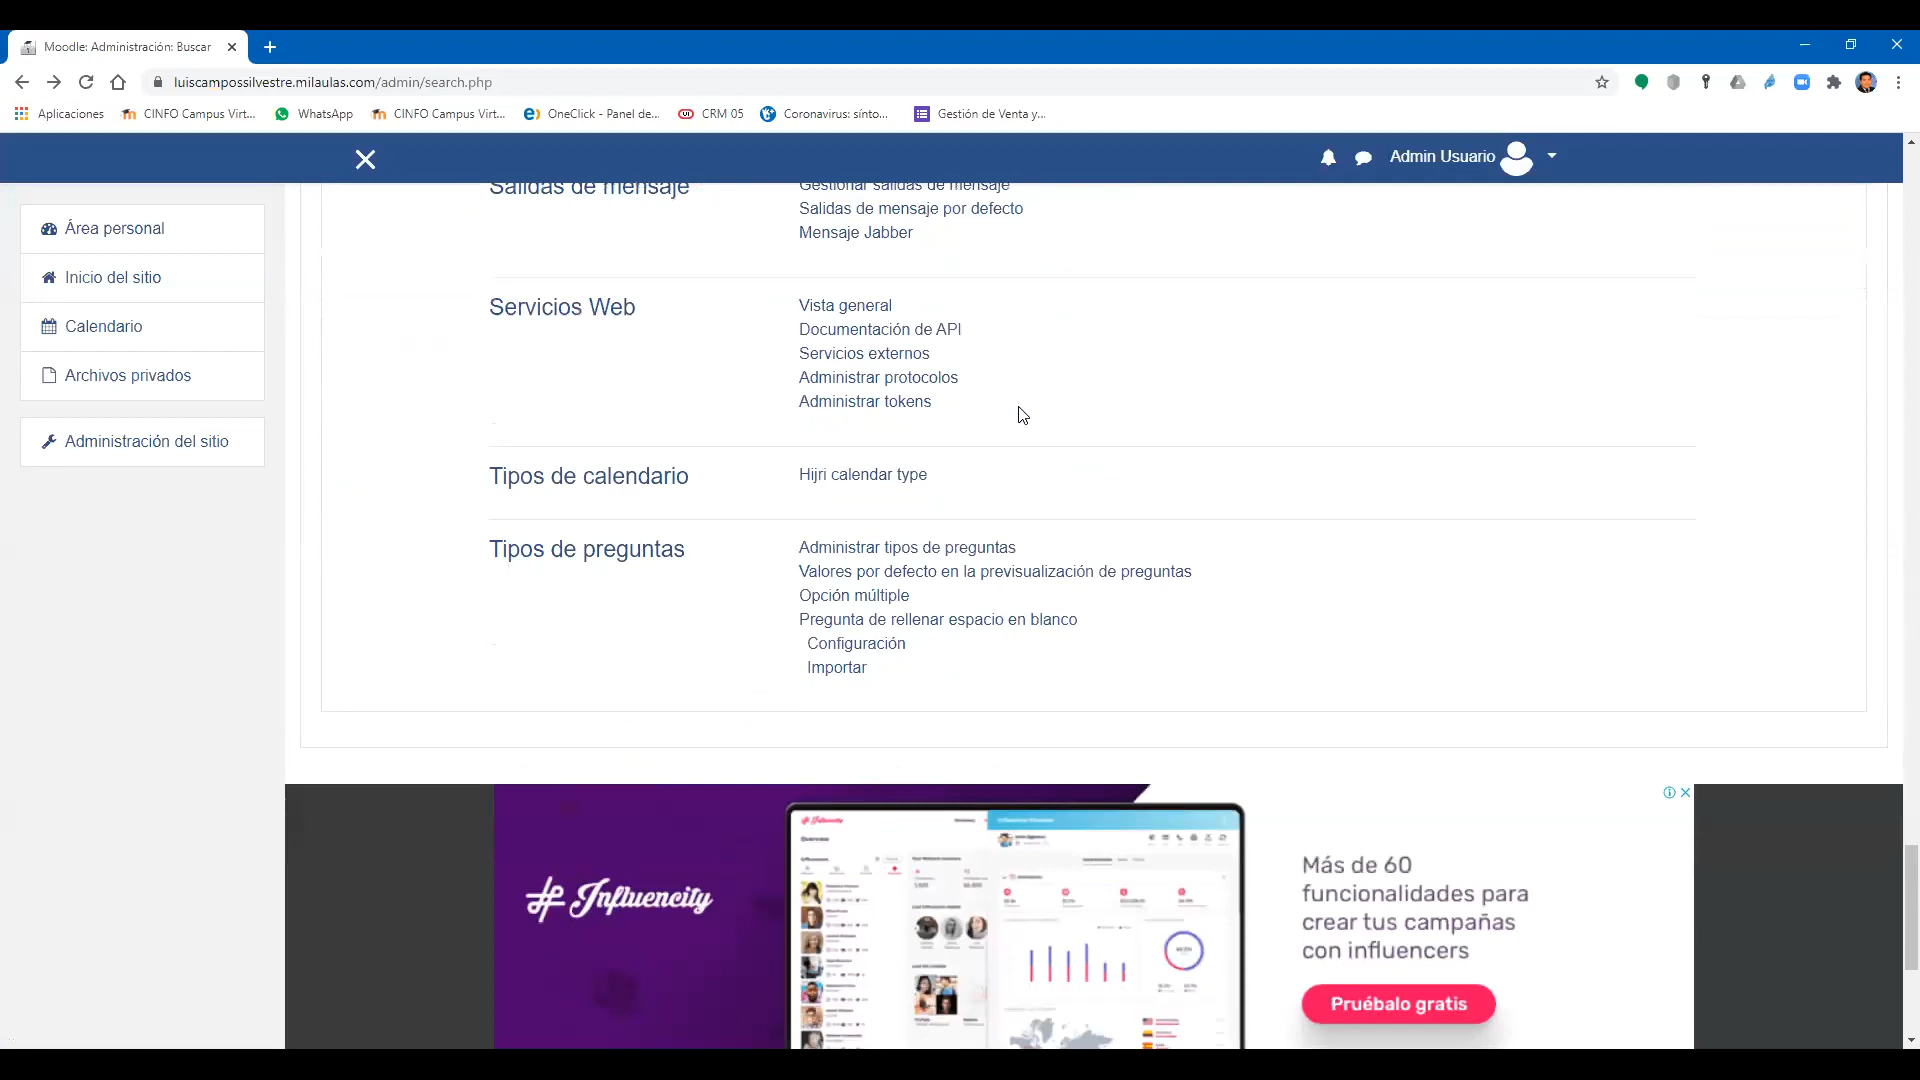 Moodle: Administración: Buscar
luiscampossilvestre.milaulas.com/admin/search.php
Aplicaciones
CINFO Campus Virt...
WhatsApp
CINFO Campus Virt...
OneClick - Panel de...
CRM 05
Coronavirus: sínto...
Gestión de Venta y...
Admin Usuario
Área personal
Inicio del sitio
Calendario
Archivos privados
Administración del sitio
Salidas de mensaje
Gestionar salidas de mensaje
Salidas de mensaje por defecto
Mensaje Jabber
Servicios Web
Vista general
Documentación de API
Servicios externos
Administrar protocolos
Administrar tokens
Tipos de calendario
Hijri calendar type
Tipos de preguntas
Administrar tipos de preguntas
Valores por defecto en la previsualización de preguntas
Opción múltiple
Pregunta de rellenar espacio en blanco
Configuración
Importar
Influencity
Más de 60
funcionalidades para
crear tus campañas
con influencers
Pruébalo gratis